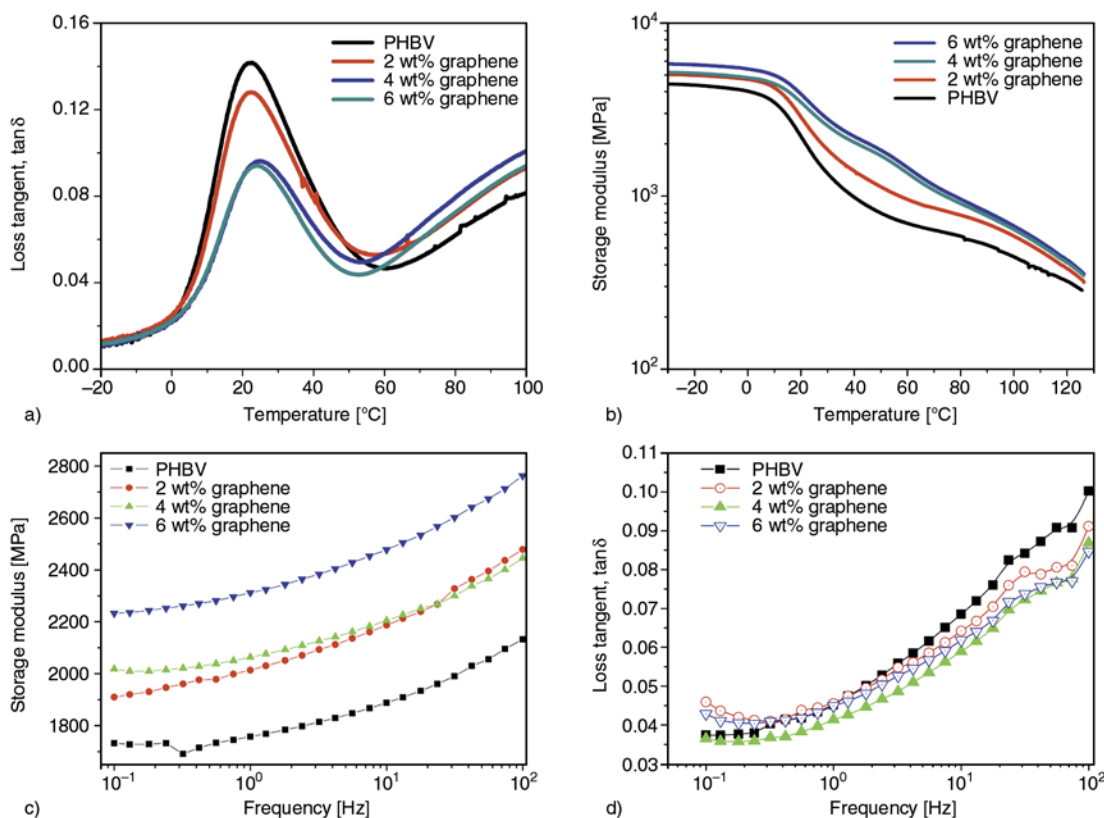 0.16
0.12
0.08
0.04
0.00
Loss tangent, tanδ
PHBV
2 wt% graphene
4 wt% graphene
6 wt% graphene
–20
0
20
40
60
80
100
Temperature [°C]
a)
10⁴
10³
10²
Storage modulus [MPa]
6 wt% graphene
4 wt% graphene
2 wt% graphene
PHBV
–20
0
20
40
60
80
100
120
Temperature [°C]
b)
2800
2600
2400
2200
2000
1800
Storage modulus [MPa]
PHBV
2 wt% graphene
4 wt% graphene
6 wt% graphene
10⁻¹
10⁰
10¹
10²
Frequency [Hz]
c)
0.11
0.10
0.09
0.08
0.07
0.06
0.05
0.04
0.03
Loss tangent, tanδ
PHBV
2 wt% graphene
4 wt% graphene
6 wt% graphene
10⁻¹
10⁰
10¹
10²
Frequency [Hz]
d)